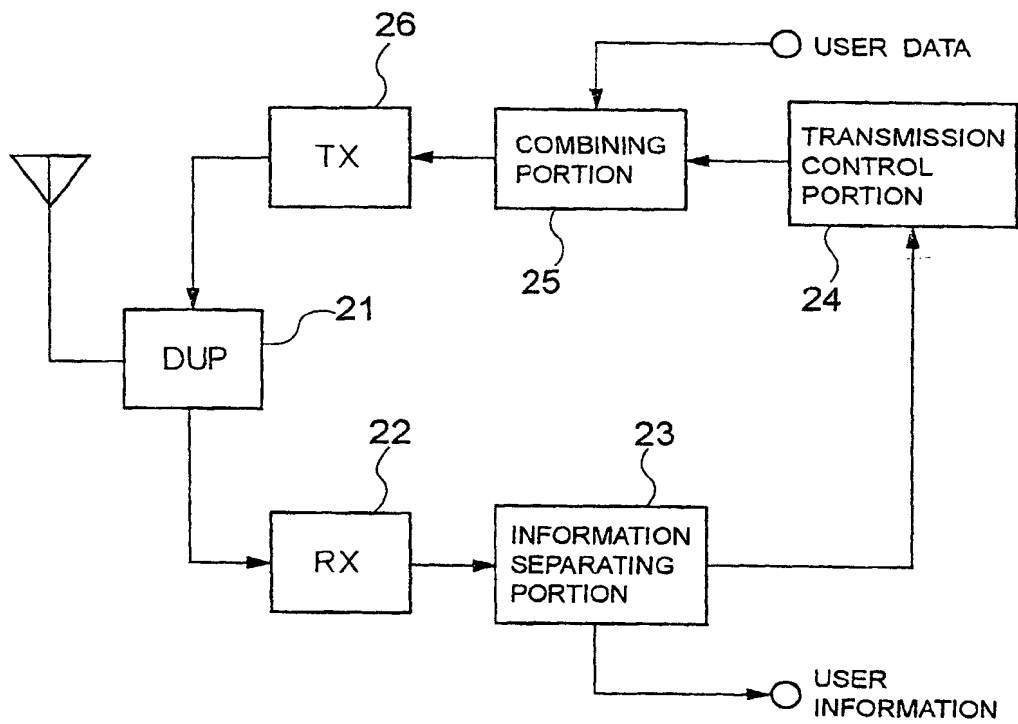 26
USER DATA
TX
COMBINING
PORTION
TRANSMISSION
CONTROL
PORTION
25
24
21
DUP
22
23
RX
INFORMATION
SEPARATING
PORTION
USER
INFORMATION